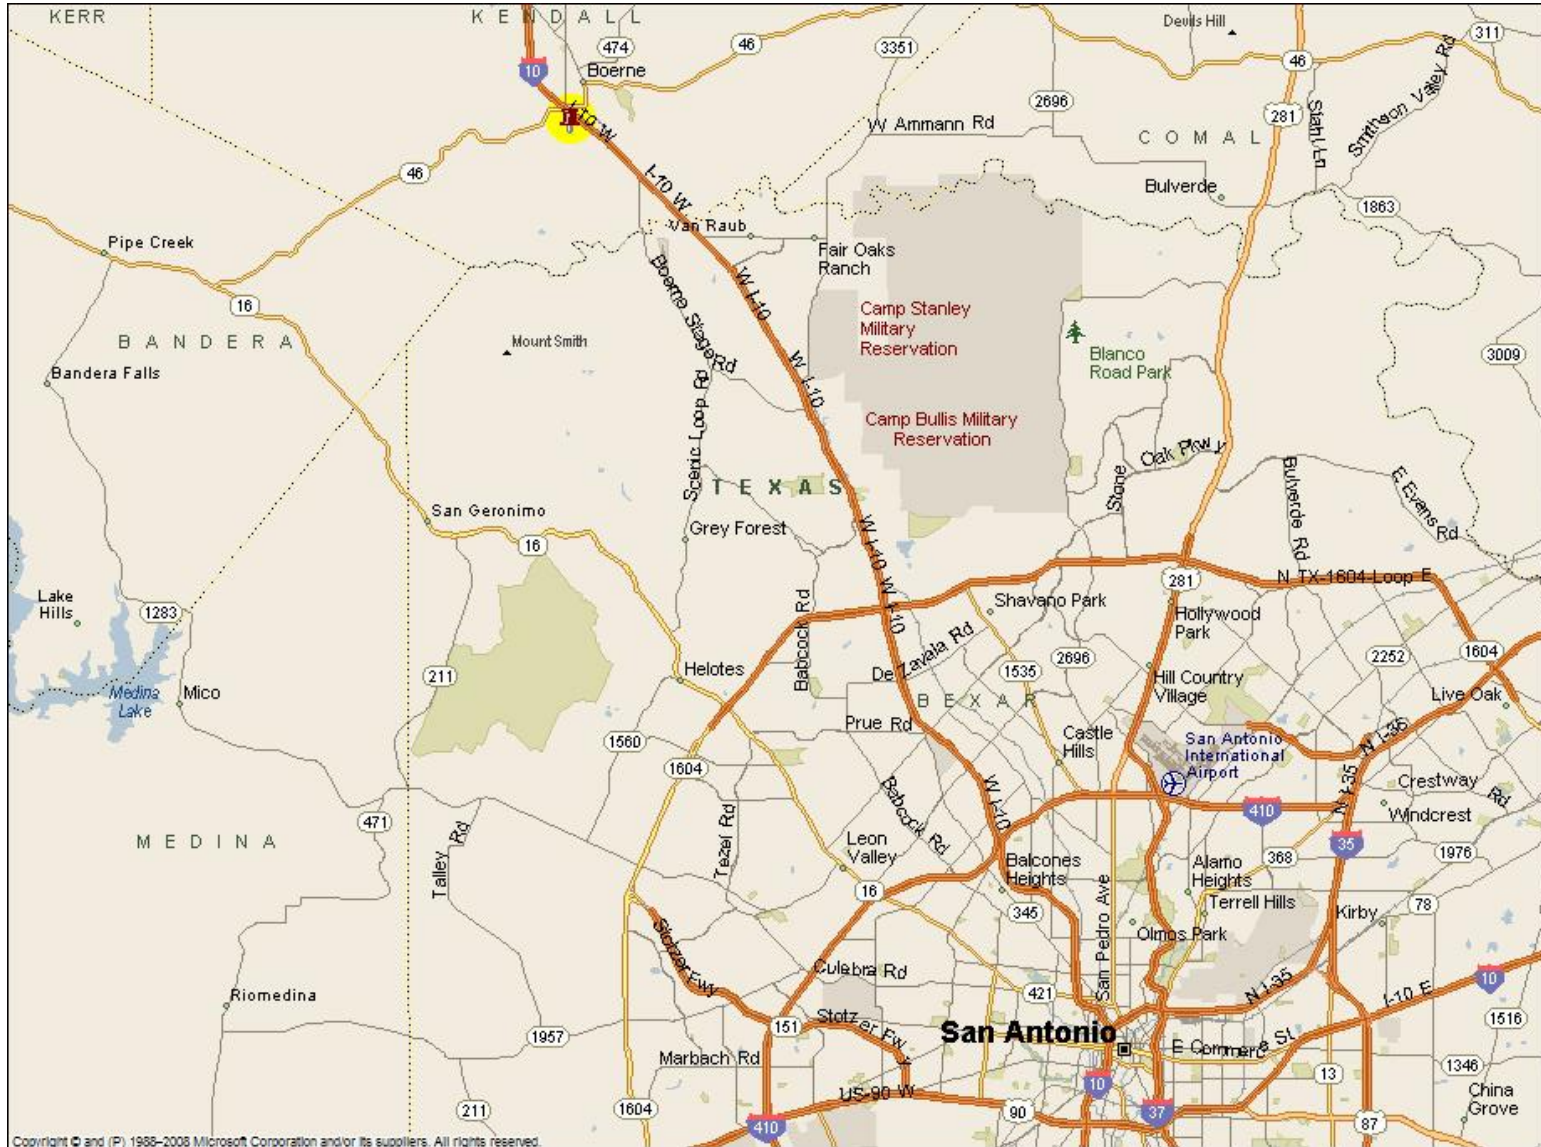 KERR
KENDALL
Devils Hill
311
474
46
3351
46
10
Boerne
2696
281
Stahl Ln
Smithson Valley Rd
I-10 W
W Ammann Rd
COMAL
46
I-10 W
Bulverde
1863
Pipe Creek
Van Raub
Fair Oaks
Ranch
Boerne Stage Rd
W I-10
16
Camp Stanley
Military
Reservation
BANDERA
Mount Smith
Blanco
Road Park
3009
Bandera Falls
W I-10
Scenic Loop Rd
Camp Bullis Military
Reservation
Stone
Oak Pkwy
Bulverde Rd
E Evans Rd
TEXAS
San Geronimo
16
Grey Forest
W I-10
W I-10
281
N TX-1604-Loop E
Lake
Hills
1283
Babcock Rd
Shavano Park
Hollywood
Park
De Zavala Rd
2696
2252
1604
Helotes
1535
211
Hill Country
Village
Live Oak
Medina
Lake
Mico
BEXAR
Prue Rd
1560
Castle
Hills
San Antonio
International
Airport
N I-35
1604
W I-10
N I-35
Crestway Rd
Babcock Rd
410
Windcrest
471
Talley Rd
Tezel Rd
MEDINA
Leon
Valley
35
1976
Balcones
Heights
368
Alamo
Heights
16
San Pedro Ave
Terrell Hills
345
Kirby
78
Olmos Park
Stotzer Fwy
Culebra Rd
10
Riomedina
421
N I-35
I-10 E
151
Stotzer Fwy
San Antonio
1516
1957
Marbach Rd
E Commerce St
1346
10
13
China
Grove
US-90 W
211
1604
410
90
37
87
Copyright © and (P) 1988–2008 Microsoft Corporation and/or its suppliers. All rights reserved.